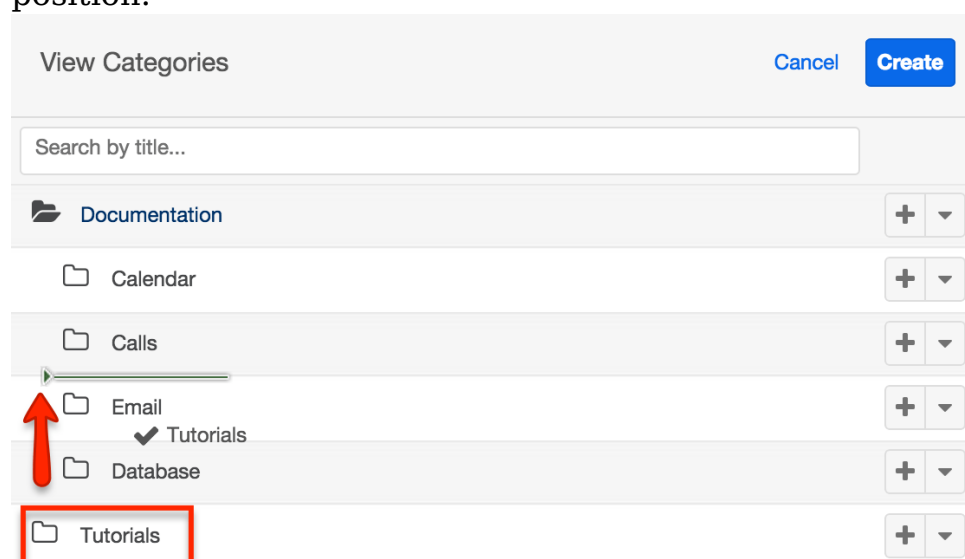 position.
View Categories Cancel Create
Search by title...
Documentation
Calendar
Calls
Email
Tutorials
Database
Tutorials